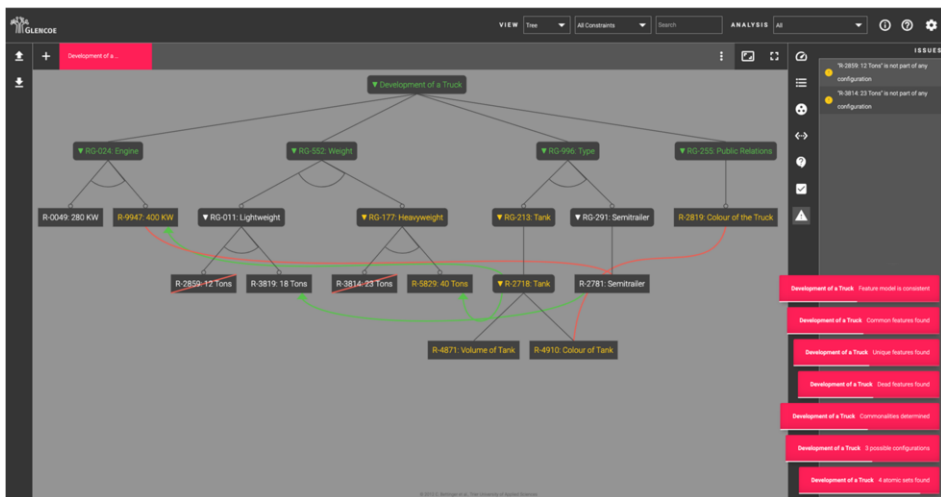 GLENCOE
VIEW Tree All Constraints Search ANALYSIS All
Development of a...
ISSUES
"R-2859: 12 Tons" is not part of any
configuration
"R-3814: 23 Tons" is not part of any
configuration
Development of a Truck
RG-024: Engine RG-552: Weight RG-996: Type RG-255: Public Relations
R-0049: 280 KW R-9947: 400 KW RG-011: Lightweight RG-177: Heavyweight RG-213: Tank RG-291: Semitrailer R-2819: Colour of the Truck
R-2859: 12 Tons R-3819: 18 Tons R-3814: 23 Tons R-5829: 40 Tons R-2718: Tank R-2781: Semitrailer
R-4871: Volume of Tank R-4910: Colour of Tank
Development of a Truck Feature model is consistent
Development of a Truck Common features found
Development of a Truck Unique features found
Development of a Truck Dead features found
Development of a Truck Commonalities determined
Development of a Truck 3 possible configurations
Development of a Truck 4 atomic sets found